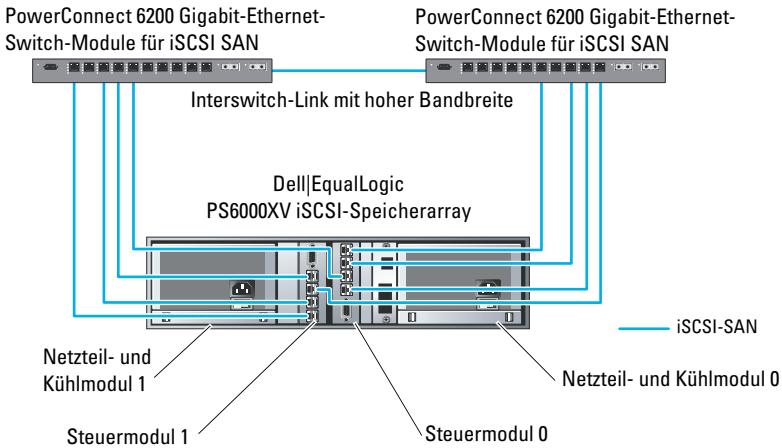 PowerConnect 6200 Gigabit-Ethernet-
Switch-Module für iSCSI SAN
PowerConnect 6200 Gigabit-Ethernet-
Switch-Module für iSCSI SAN
Interswitch-Link mit hoher Bandbreite
Dell|EqualLogic
PS6000XV iSCSI-Speicherarray
iSCSI-SAN
Netzteil- und
Kühlmodul 1
Netzteil- und Kühlmodul 0
Steuermodul 1
Steuermodul 0